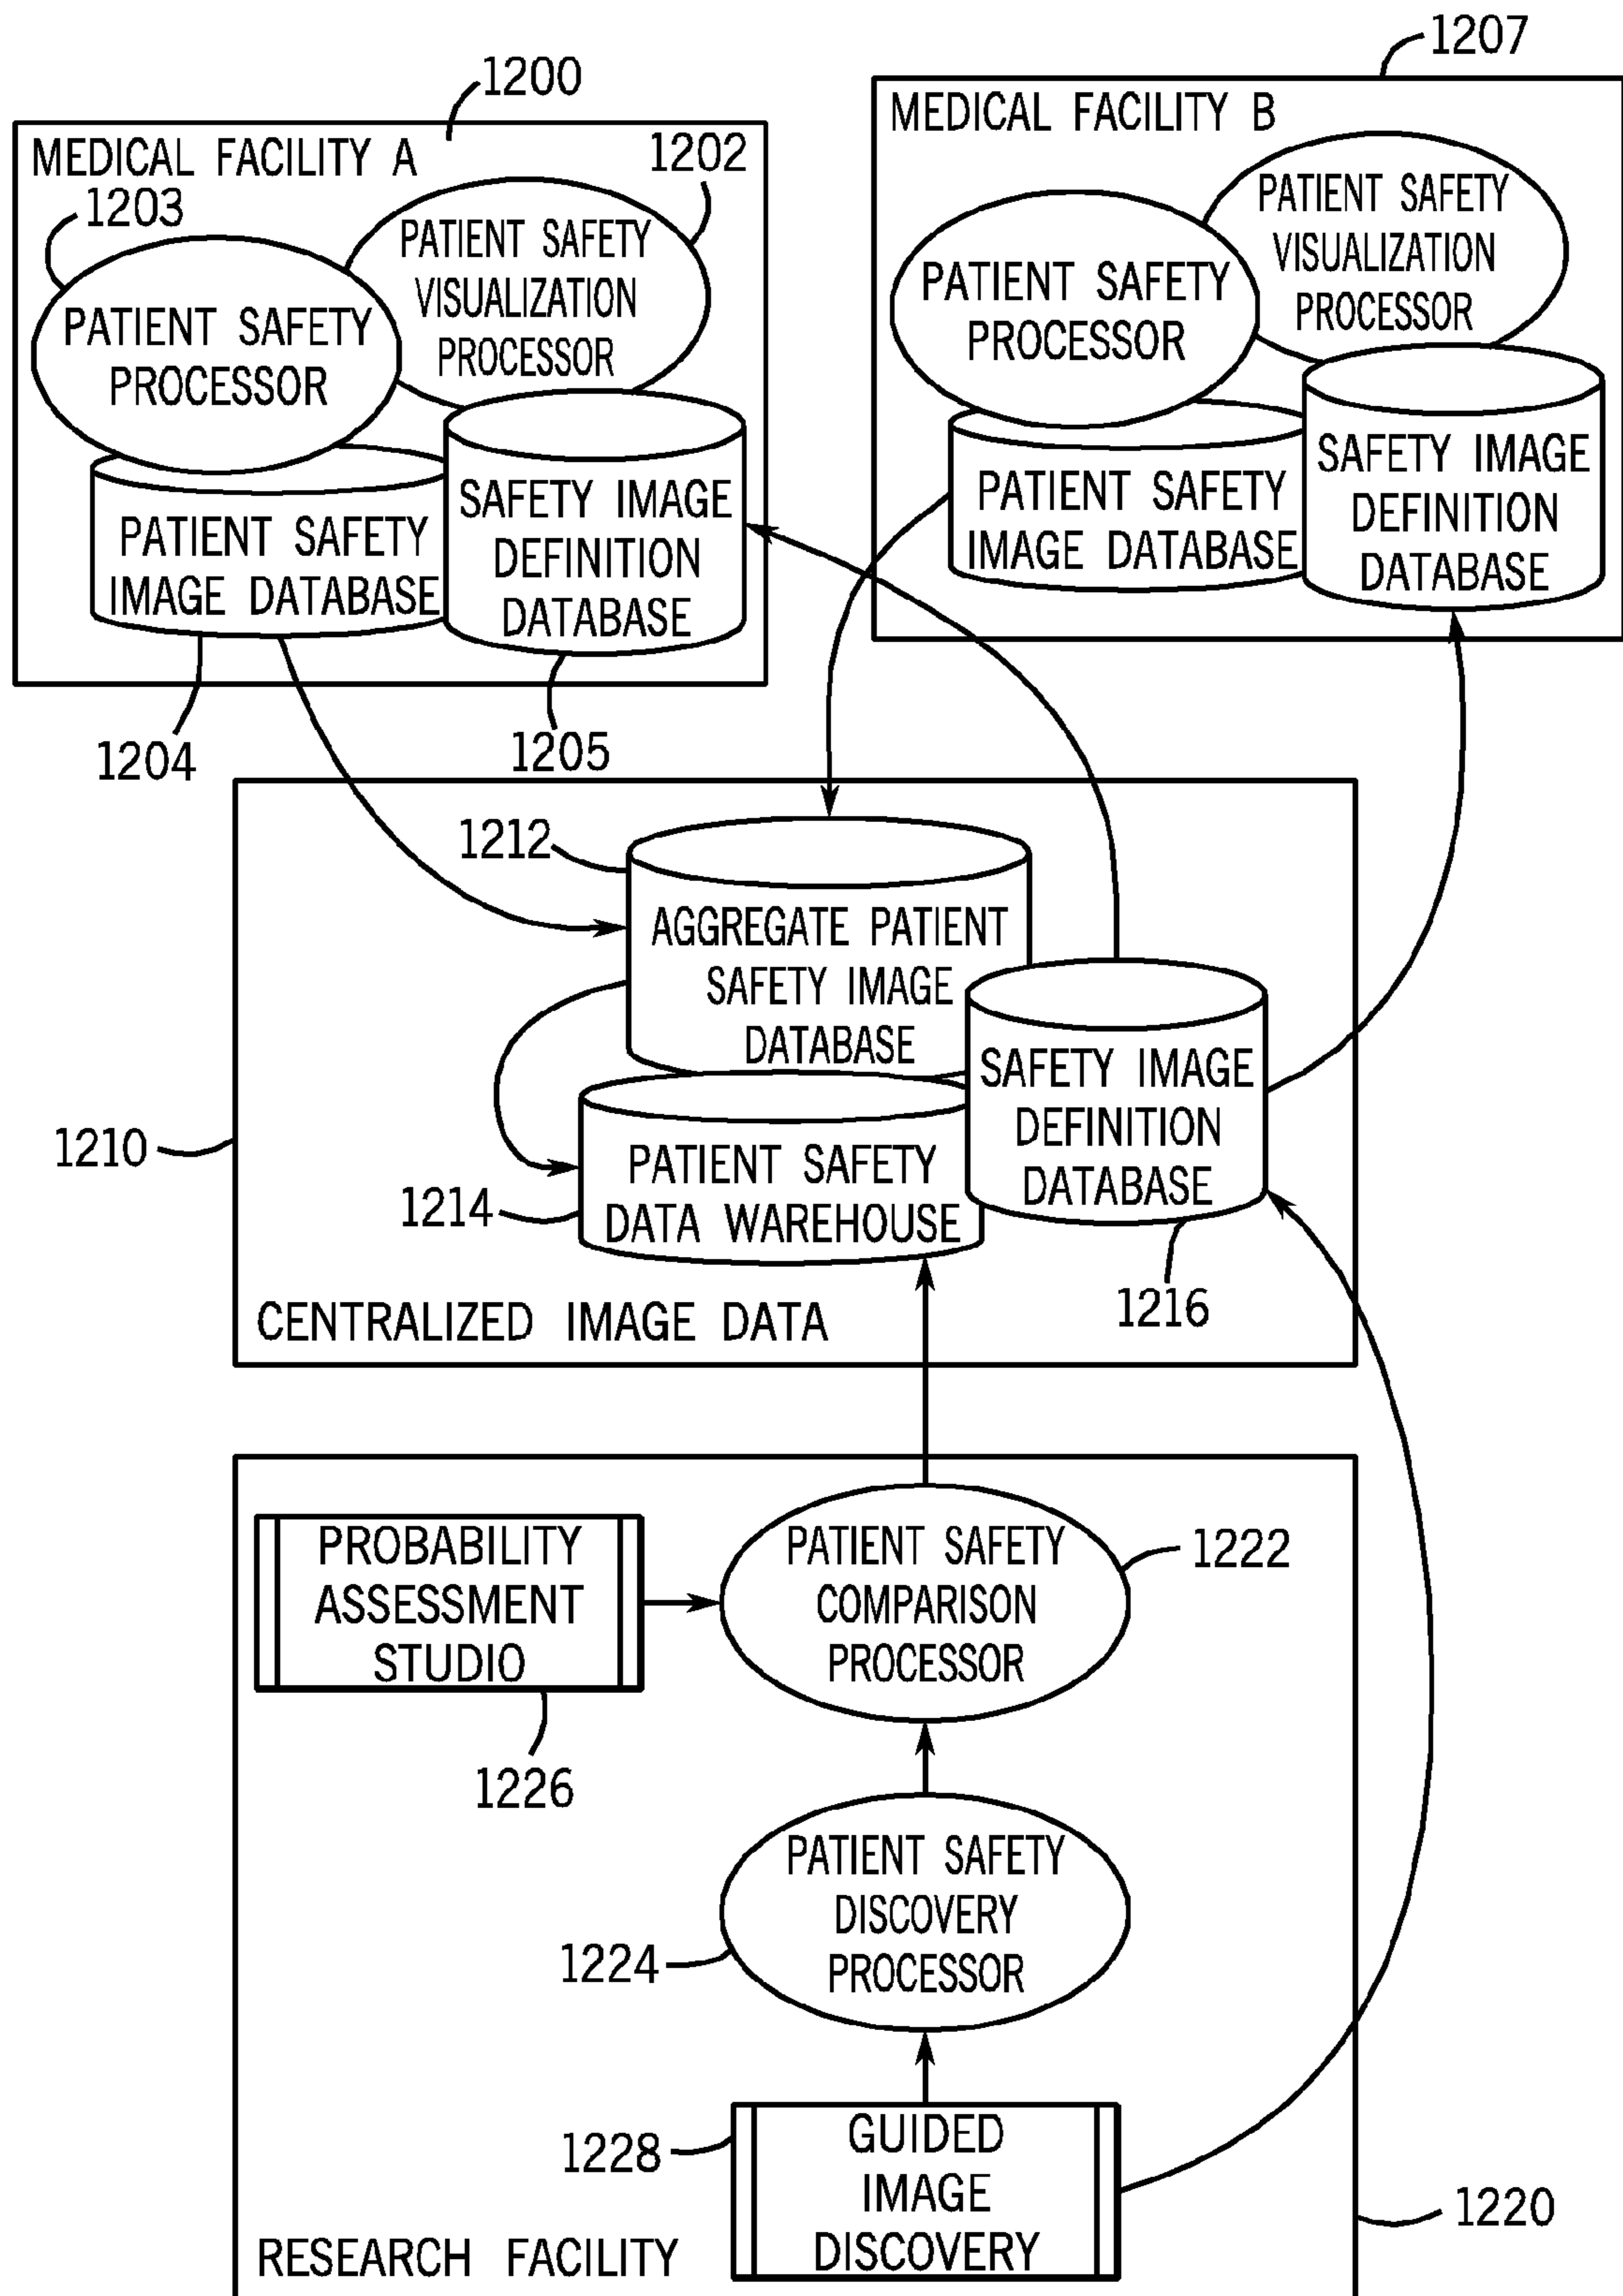 1200
MEDICAL FACILITY A
1202
1203
PATIENT SAFETY
VISUALIZATION
PROCESSOR
PATIENT SAFETY
PROCESSOR
PATIENT SAFETY
IMAGE DATABASE
SAFETY IMAGE
DEFINITION
DATABASE
1204
1205
1207
MEDICAL FACILITY B
PATIENT SAFETY
VISUALIZATION
PROCESSOR
PATIENT SAFETY
PROCESSOR
PATIENT SAFETY
IMAGE DATABASE
SAFETY IMAGE
DEFINITION
DATABASE
1212
AGGREGATE PATIENT
SAFETY IMAGE
DATABASE
SAFETY IMAGE
DEFINITION
DATABASE
1210
1214
PATIENT SAFETY
DATA WAREHOUSE
1216
CENTRALIZED IMAGE DATA
PROBABILITY
ASSESSMENT
STUDIO
1226
PATIENT SAFETY
COMPARISON
PROCESSOR
1222
PATIENT SAFETY
DISCOVERY
PROCESSOR
1224
1228
GUIDED
IMAGE
DISCOVERY
1220
RESEARCH FACILITY